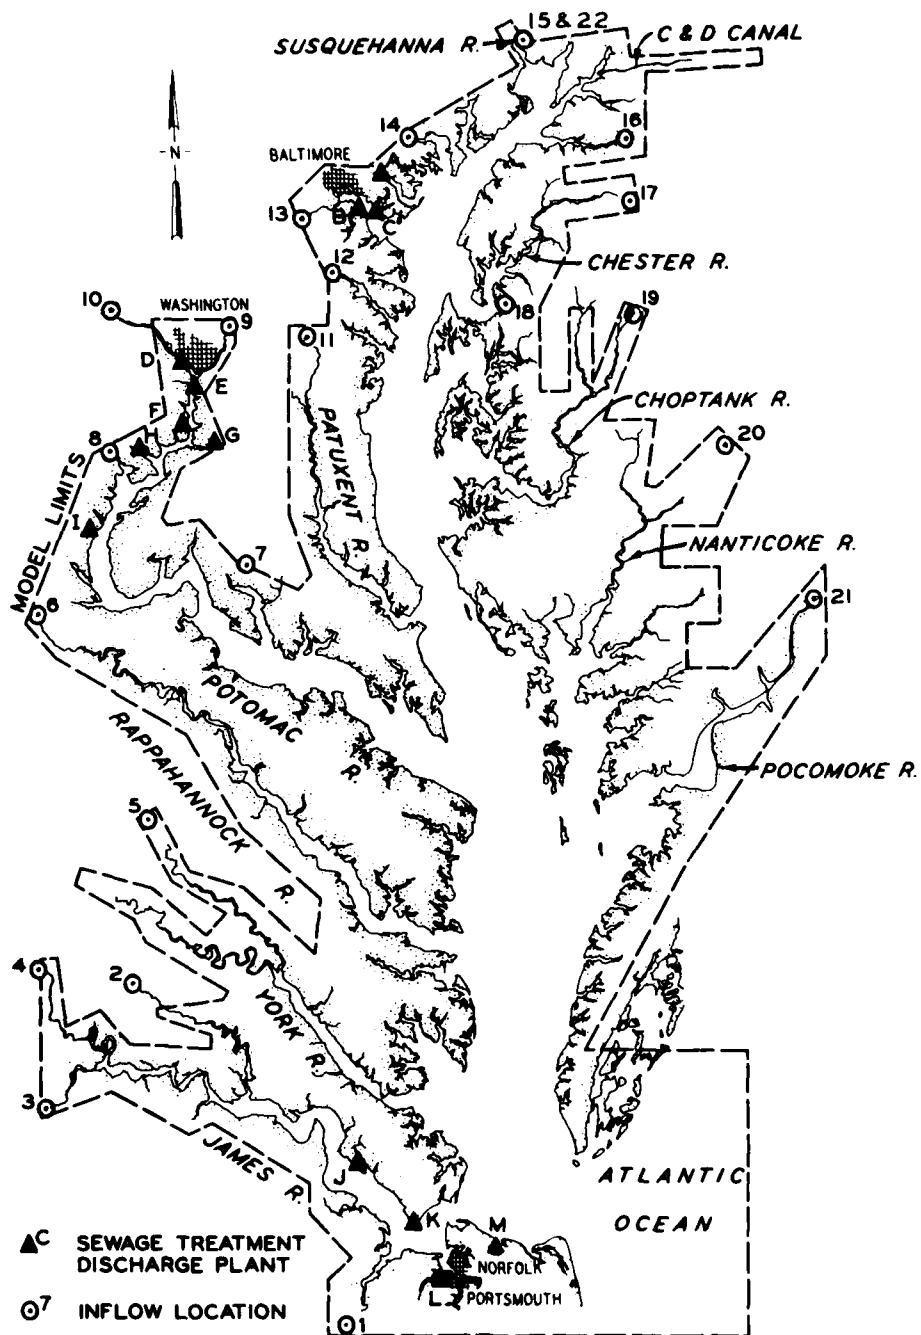 15 & 22
SUSQUEHANNA R.
C & D CANAL
N
14
16
BALTIMORE
A
B
C
13
17
12
CHESTER R.
10
WASHINGTON
9
11
18
19
D
E
F
CHOPTANK R.
8
H
G
20
MODEL LIMITS
PATUXENT R.
I
NANTICOKE R.
7
6
21
POTOMAC R.
RAPPAHANNOCK R.
POCOMOKE R.
5
4
2
YORK R.
3
JAMES R.
J
ATLANTIC
OCEAN
K
M
NORFOLK
L
PORTSMOUTH
1
C SEWAGE TREATMENT
DISCHARGE PLANT
7 INFLOW LOCATION